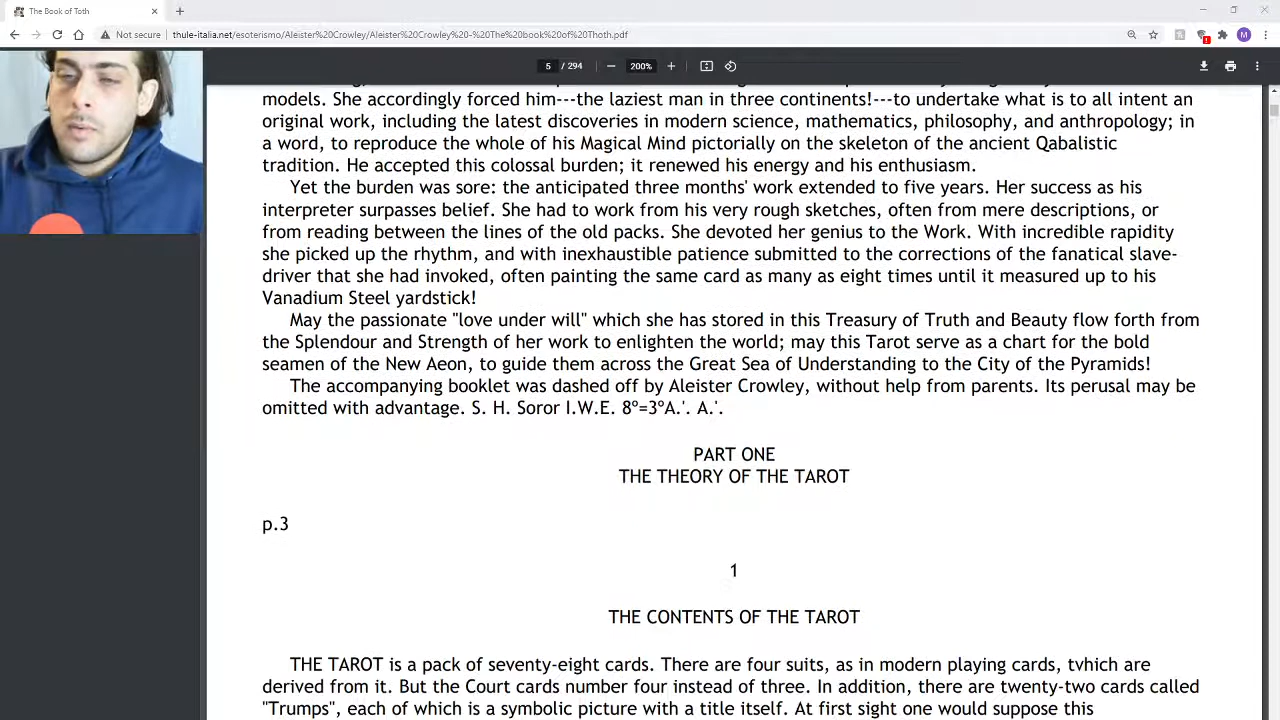 The Book of Toth
Not secure
thule-italia.net/esoterismo/Aleister%20Crowley/Aleister%20Crowley%20-%20The%20book%20of%20Thoth.pdf
M
5 / 294
200%
models. She accordingly forced him---the laziest man in three continents!---to undertake what is to all intent an
original work, including the latest discoveries in modern science, mathematics, philosophy, and anthropology; in
a word, to reproduce the whole of his Magical Mind pictorially on the skeleton of the ancient Qabalistic
tradition. He accepted this colossal burden; it renewed his energy and his enthusiasm.
Yet the burden was sore: the anticipated three months' work extended to five years. Her success as his
interpreter surpasses belief. She had to work from his very rough sketches, often from mere descriptions, or
from reading between the lines of the old packs. She devoted her genius to the Work. With incredible rapidity
she picked up the rhythm, and with inexhaustible patience submitted to the corrections of the fanatical slave-
driver that she had invoked, often painting the same card as many as eight times until it measured up to his
Vanadium Steel yardstick!
May the passionate "love under will" which she has stored in this Treasury of Truth and Beauty flow forth from
the Splendour and Strength of her work to enlighten the world; may this Tarot serve as a chart for the bold
seamen of the New Aeon, to guide them across the Great Sea of Understanding to the City of the Pyramids!
The accompanying booklet was dashed off by Aleister Crowley, without help from parents. Its perusal may be
omitted with advantage. S. H. Soror I.W.E. 8°=3°A.'. A.'.
PART ONE
THE THEORY OF THE TAROT
p.3
1
THE CONTENTS OF THE TAROT
THE TAROT is a pack of seventy-eight cards. There are four suits, as in modern playing cards, tvhich are
derived from it. But the Court cards number four instead of three. In addition, there are twenty-two cards called
"Trumps", each of which is a symbolic picture with a title itself. At first sight one would suppose this